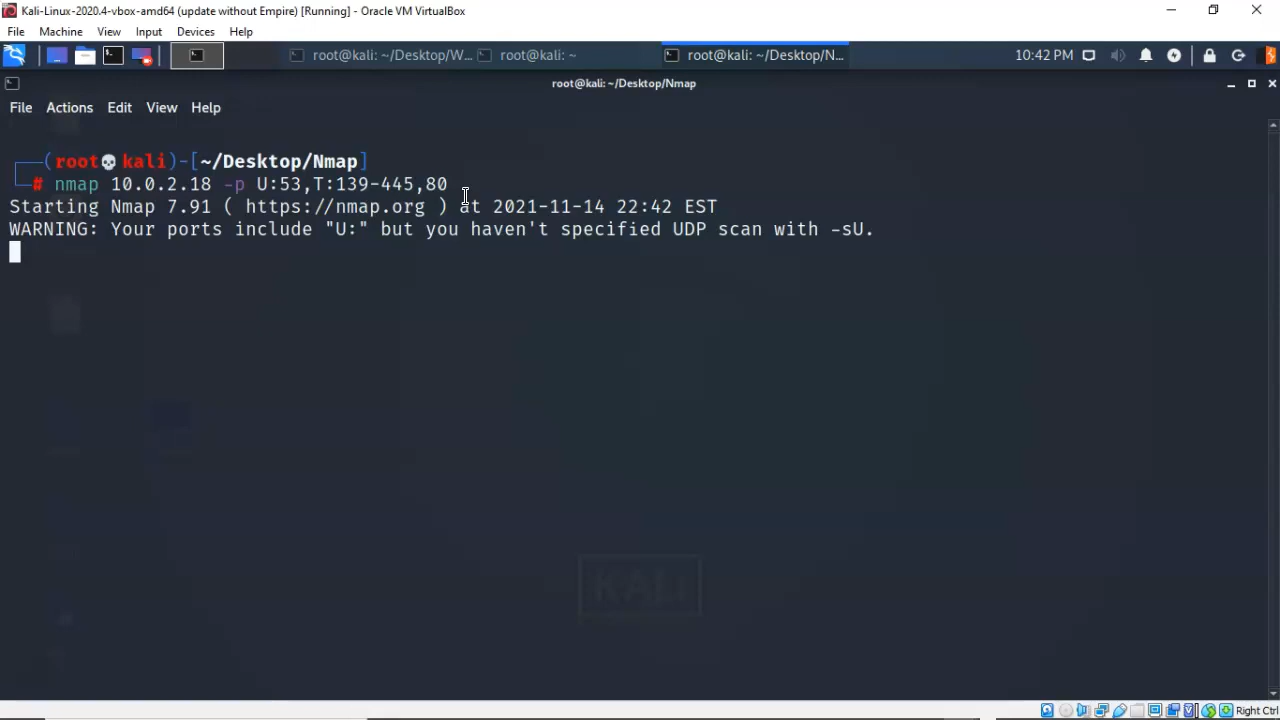 Kali-Linux-2020.4-vbox-amd64 (update without Empire) [Running] - Oracle VM VirtualBox
File Machine View Input Devices Help
root@kali: ~/Desktop/W... root@kali: ~ root@kali: ~/Desktop/N... 10:42 PM
root@kali: ~/Desktop/Nmap
File Actions Edit View Help
(root💀kali)-[~/Desktop/Nmap]
# nmap 10.0.2.18 -p U:53,T:139-445,80
Starting Nmap 7.91 ( https://nmap.org ) at 2021-11-14 22:42 EST
WARNING: Your ports include "U:" but you haven't specified UDP scan with -sU.
KALI
Right Ctrl